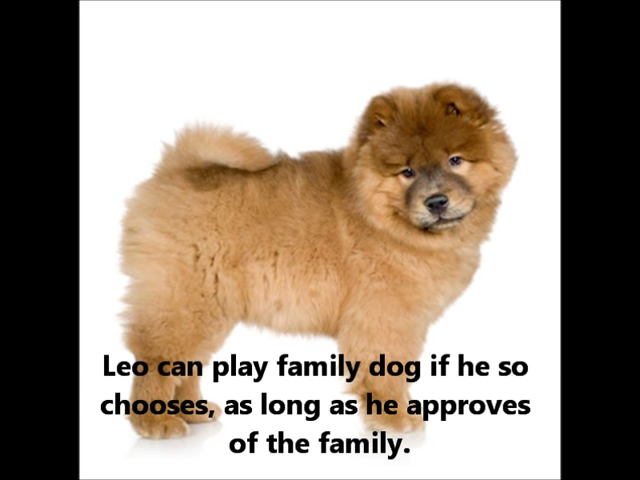 Leo can play family dog if he so
chooses, as long as he approves
of the family.